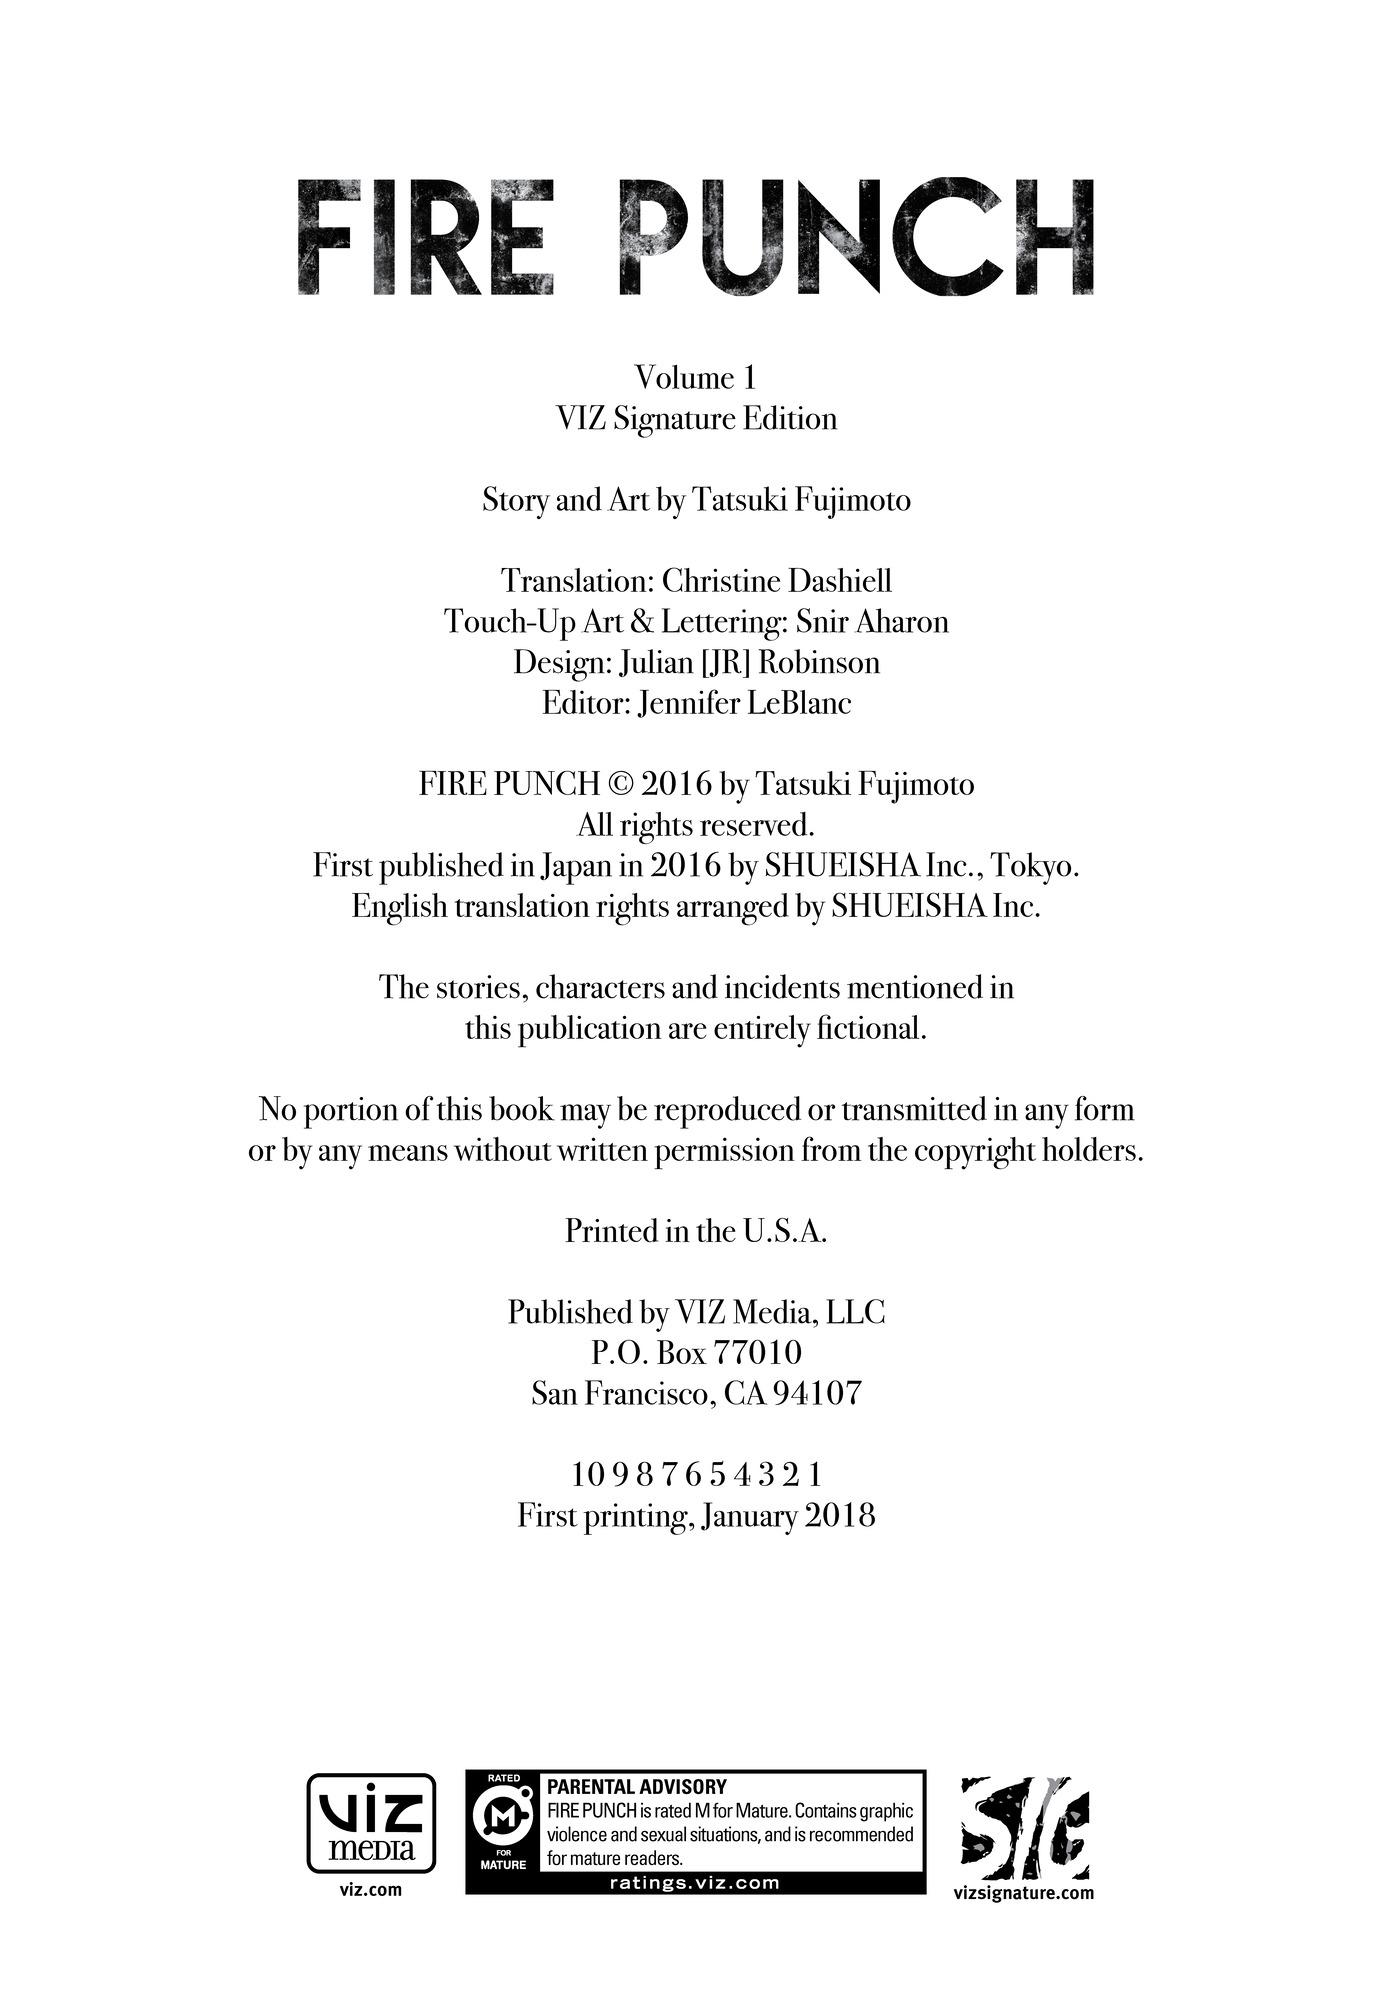 FIRE PUNCH
Volume 1
VIZ Signature Edition
Story and Art by Tatsuki Fujimoto
Translation: Christine Dashiell
Touch-Up Art & Lettering: Snir Aharon
Design: Julian [JR] Robinson
Editor: Jennifer LeBlanc
FIRE PUNCH © 2016 by Tatsuki Fujimoto
All rights reserved.
First published in Japan in 2016 by SHUEISHA Inc., Tokyo.
English translation rights arranged by SHUEISHA Inc.
The stories, characters and incidents mentioned in
this publication are entirely fictional.
No portion of this book may be reproduced or transmitted in any form
or by any means without written permission from the copyright holders.
Printed in the U.S.A.
Published by VIZ Media, LLC
P.O. Box 77010
San Francisco, CA 94107
10 9 8 7 6 5 4 3 2 1
First printing, January 2018
viz
media
viz.com
RATED
M
FOR
MATURE
PARENTAL ADVISORY
FIRE PUNCH is rated M for Mature. Contains graphic
violence and sexual situations, and is recommended
for mature readers.
ratings.viz.com
SIG
vizsignature.com